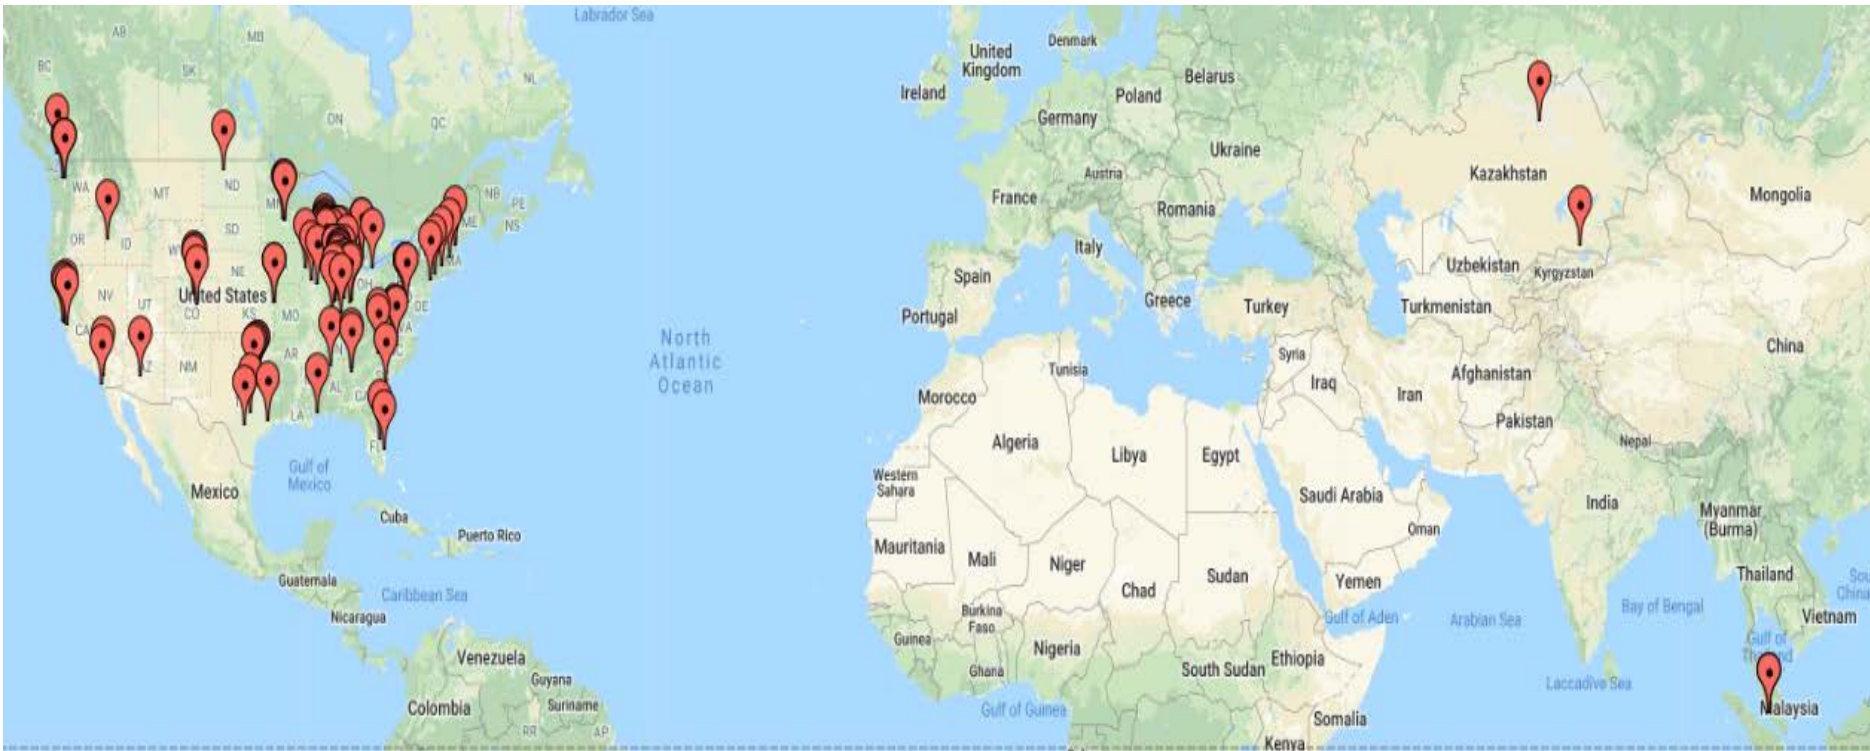 Labrador Sea
AB
MB
BC
SK
NL
ON
QC
United
Kingdom
Denmark
Ireland
Belarus
Poland
Germany
Ukraine
Kazakhstan
Mongolia
Austria
France
Romania
WA
MT
ND
NB
PE
ME
NS
OR
ID
SD
Italy
Uzbekistan
Kyrgyzstan
Spain
NE
OH
United States
NV
UT
CO
KS
MO
DE
VA
Portugal
Greece
Turkey
Turkmenistan
CA
North
Atlantic
Ocean
China
Syria
Tunisia
Iraq
Iran
Afghanistan
NM
AR
AL
LA
Morocco
Pakistan
Nepal
Algeria
Libya
Egypt
Gulf of
Mexico
Western
Sahara
Mexico
Saudi Arabia
India
Oman
Myanmar
(Burma)
Cuba
Puerto Rico
Mauritania
Mali
Niger
Chad
Sudan
Yemen
Thailand
Guatemala
Caribbean Sea
Nicaragua
Burkina
Faso
Gulf of Aden
Arabian Sea
Bay of Bengal
Vietnam
Guinea
Nigeria
Ghana
South Sudan
Ethiopia
Gulf of
Venezuela
Guyana
Suriname
Colombia
Gulf of Guinea
Laccadive Sea
Malaysia
Somalia
Kenya
RR
AP